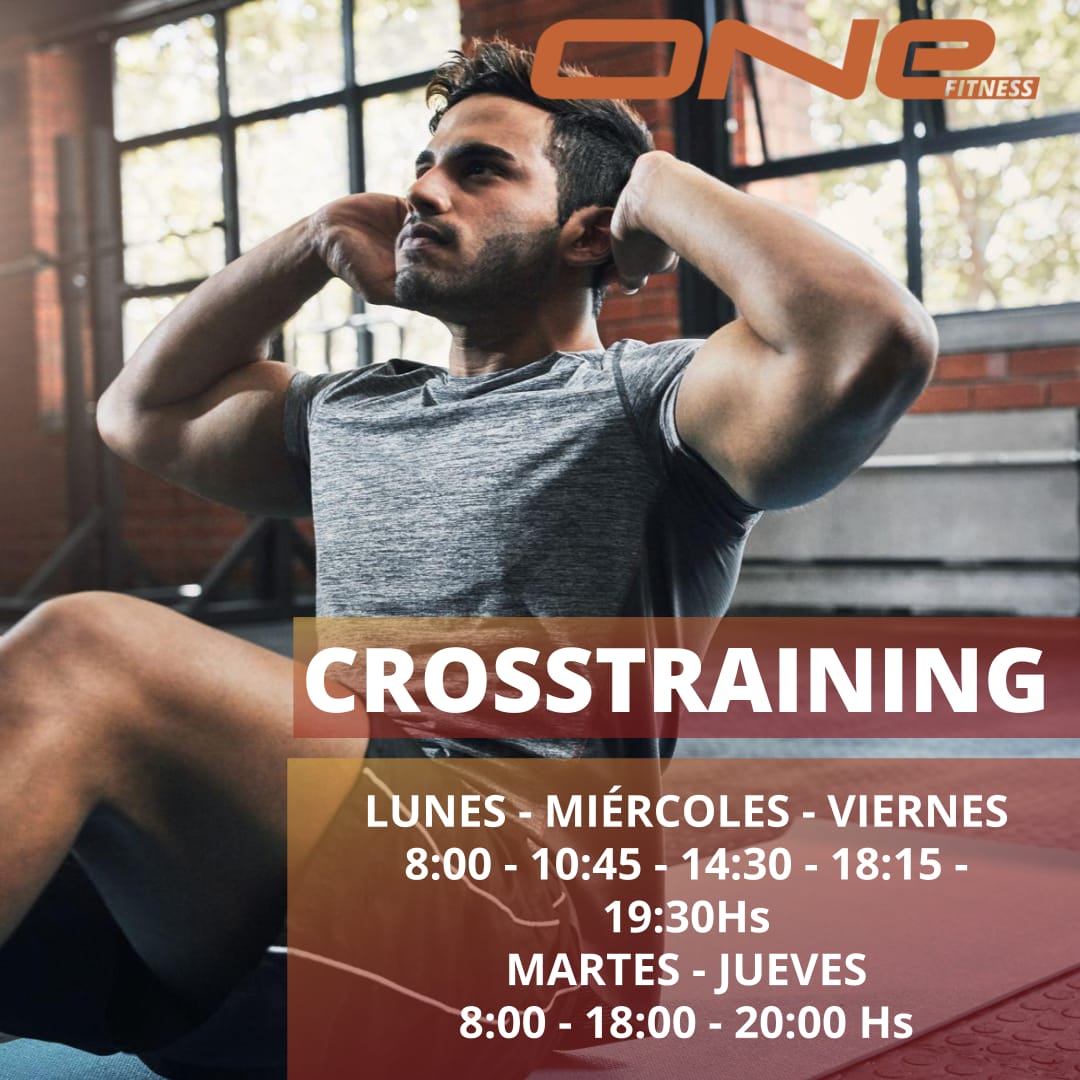 ONE
FITNESS
CROSSTRAINING
LUNES - MIÉRCOLES - VIERNES
8:00 - 10:45 - 14:30 - 18:15 -
19:30Hs
MARTES - JUEVES
8:00 - 18:00 - 20:00 Hs